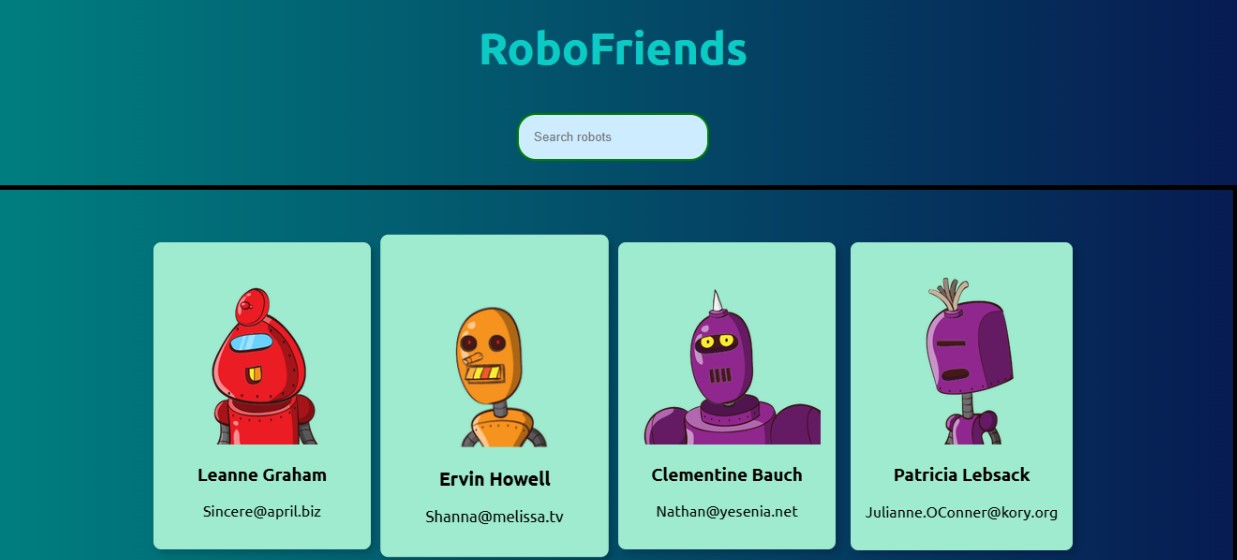 RoboFriends
Search robots
Leanne Graham
Sincere@april.biz
Ervin Howell
Shanna@melissa.tv
Clementine Bauch
Nathan@yesenia.net
Patricia Lebsack
Julianne.OConner@kory.org